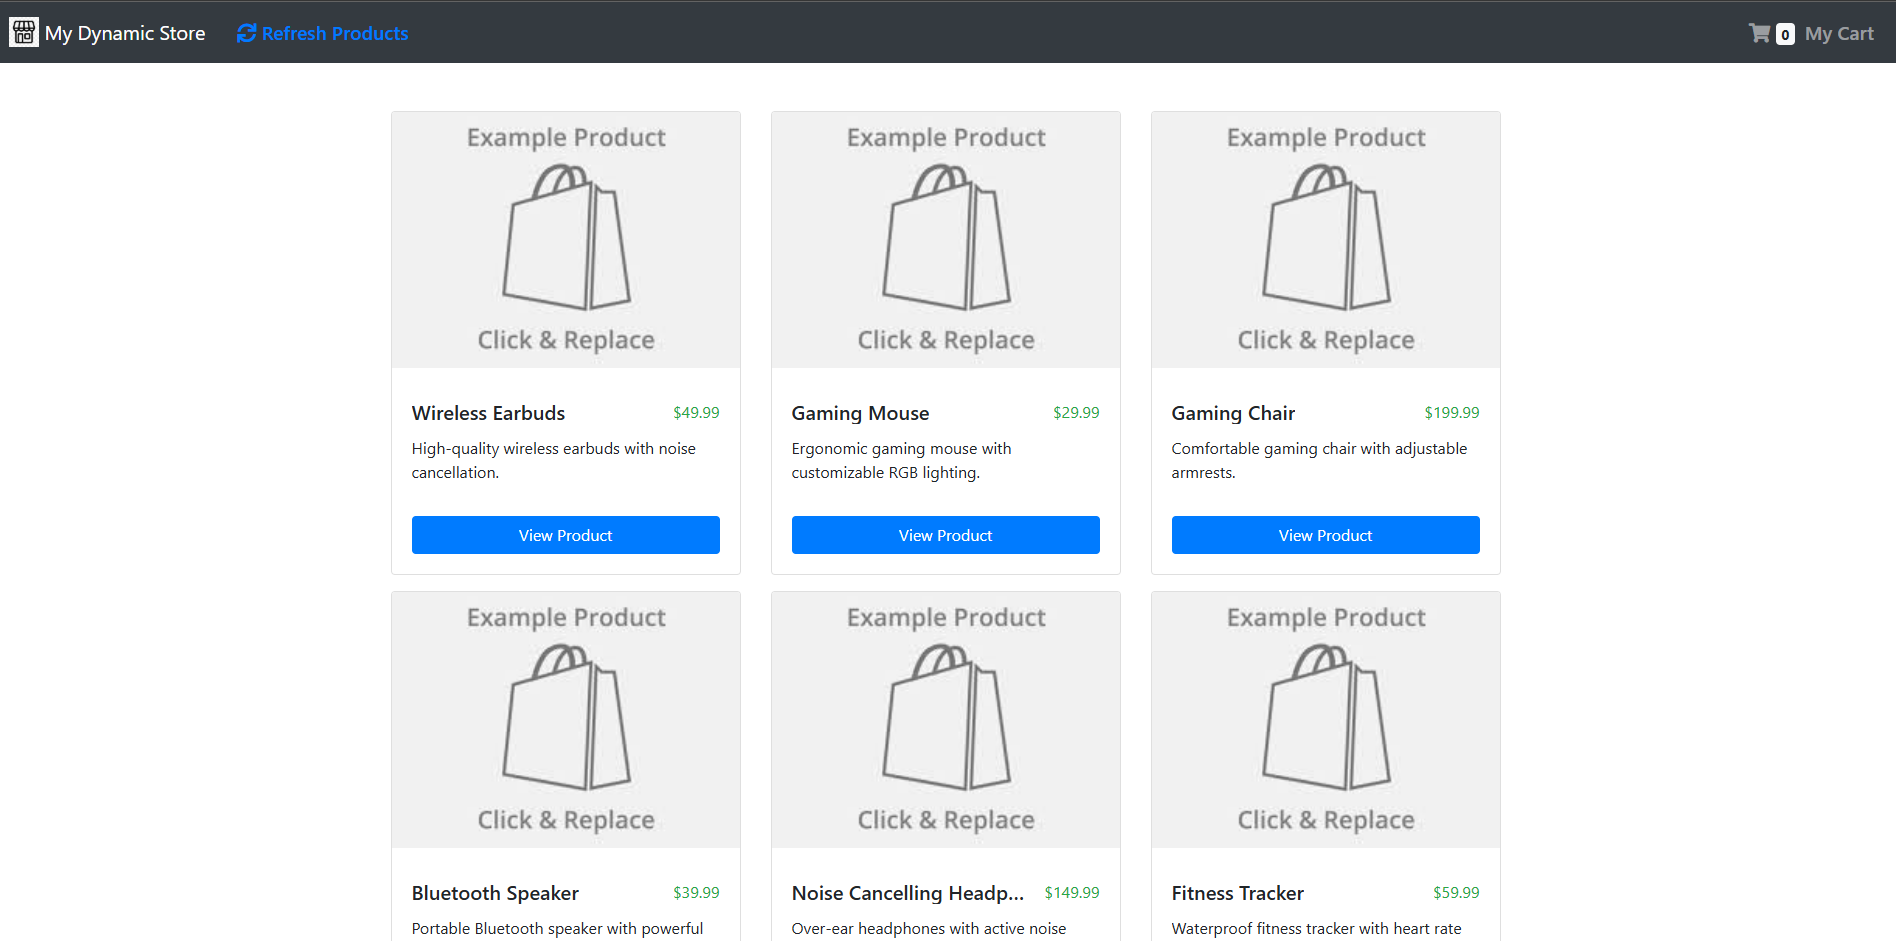 My Dynamic Store Refresh Products 0 My Cart
Example Product Example Product Example Product
Click & Replace Click & Replace Click & Replace
Wireless Earbuds $49.99 Gaming Mouse $29.99 Gaming Chair $199.99
High-quality wireless earbuds with noise Ergonomic gaming mouse with Comfortable gaming chair with adjustable
cancellation. customizable RGB lighting. armrests.
View Product View Product View Product
Example Product Example Product Example Product
Click & Replace Click & Replace Click & Replace
Bluetooth Speaker $39.99 Noise Cancelling Headp... $149.99 Fitness Tracker $59.99
Portable Bluetooth speaker with powerful Over-ear headphones with active noise Waterproof fitness tracker with heart rate